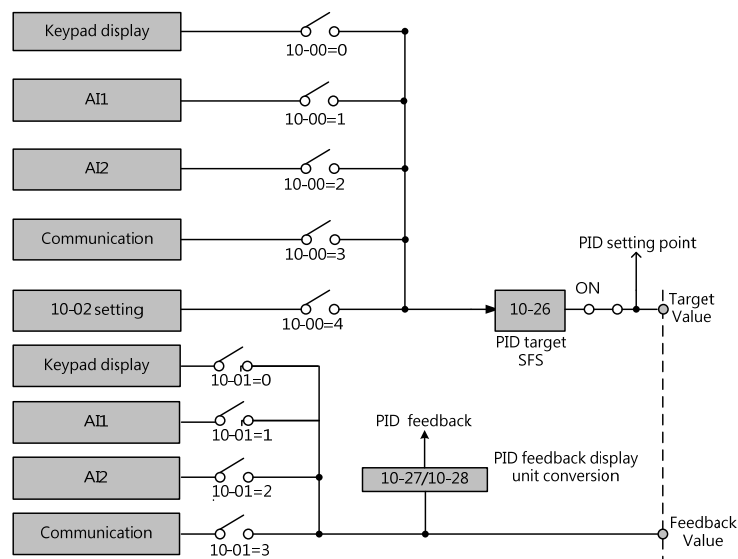 Keypad display
10-00=0
AI1
10-00=1
AI2
10-00=2
Communication
10-00=3
PID setting point
10-02 setting
10-00=4
10-26
ON
Target
Value
PID target
SFS
Keypad display
10-01=0
AI1
10-01=1
PID feedback
AI2
10-01=2
10-27/10-28
PID feedback display
unit conversion
Communication
10-01=3
Feedback
Value